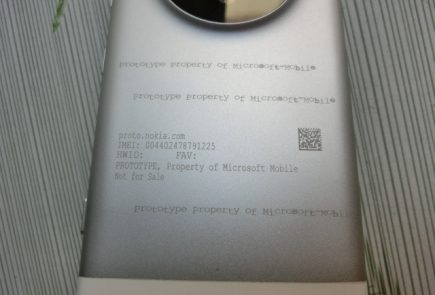 prototype property of Microsoft-Mobile
prototype property of Microsoft-Mobile
proto.nokia.com
IMEI: 004402478791225
HWID: FAV:
PROTOTYPE, Property of Microsoft Mobile
Not for Sale
prototype property of Microsoft-Mobile